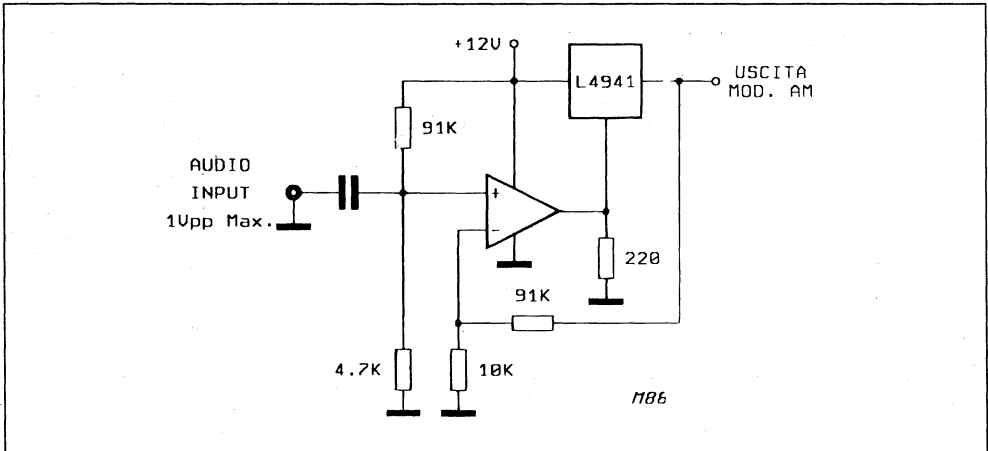 +12V
L4941
USCITA
MOD. AM
91K
AUDIO
INPUT
1Vpp Max.
+
-
220
91K
4.7K
10K
M86